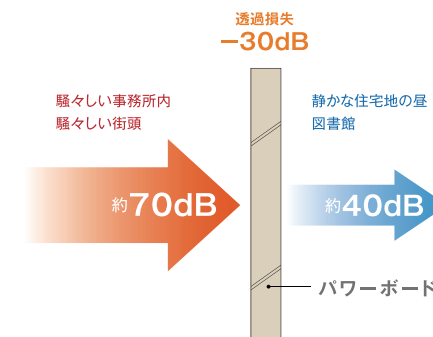 透過損失
−30dB
騒々しい事務所内
騒々しい街頭
静かな住宅地の昼
図書館
約70dB
約40dB
パワーボード